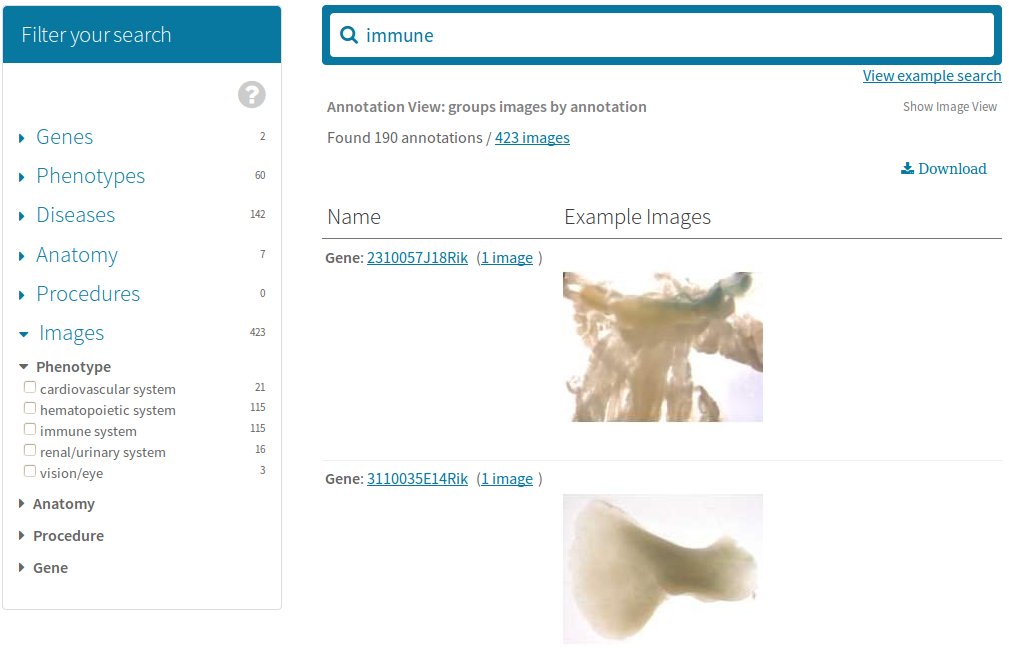 Filter your search
?
Genes 2
Phenotypes 60
Diseases 142
Anatomy 7
Procedures 0
Images 423
Phenotype
cardiovascular system 21
hematopoietic system 115
immune system 115
renal/urinary system 16
vision/eye 3
Anatomy
Procedure
Gene
immune
View example search
Annotation View: groups images by annotation Show Image View
Found 190 annotations / 423 images
Download
Name Example Images
Gene: 2310057J18Rik (1 image )
Gene: 3110035E14Rik (1 image )